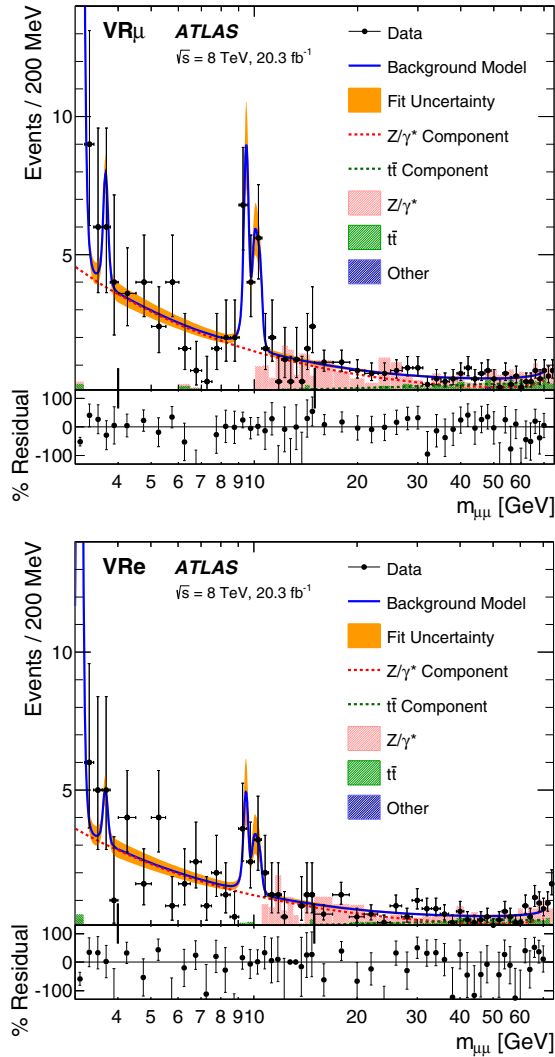 VRμ ATLAS
√s = 8 TeV, 20.3 fb⁻¹
Data
Background Model
Fit Uncertainty
Z/γ* Component
tt̄ Component
Z/γ*
tt̄
Other
Events / 200 MeV
10
5
% Residual
100
0
-100
4 5 6 7 8 9 10 20 30 40 50 60
m_μμ [GeV]
VRe ATLAS
√s = 8 TeV, 20.3 fb⁻¹
Data
Background Model
Fit Uncertainty
Z/γ* Component
tt̄ Component
Z/γ*
tt̄
Other
Events / 200 MeV
10
5
% Residual
100
0
-100
4 5 6 7 8 9 10 20 30 40 50 60
m_μμ [GeV]